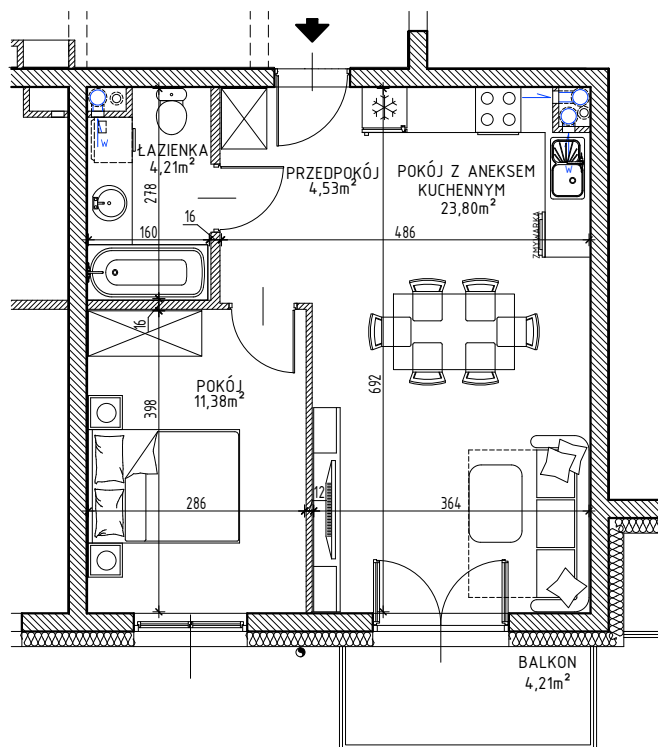 W
ŁAZIENKA
4,21m²
PRZEDPOKÓJ
4,53m²
POKÓJ Z ANEKSEM
KUCHENNYM
23,80m²
W
278
16
160
486
ZMYWARKA
16
POKÓJ
11,38m²
398
692
286
12
364
BALKON
4,21m²